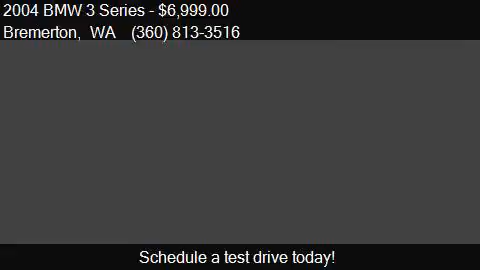 2004 BMW 3 Series - $6,999.00
Bremerton,  WA    (360) 813-3516
Schedule a test drive today!